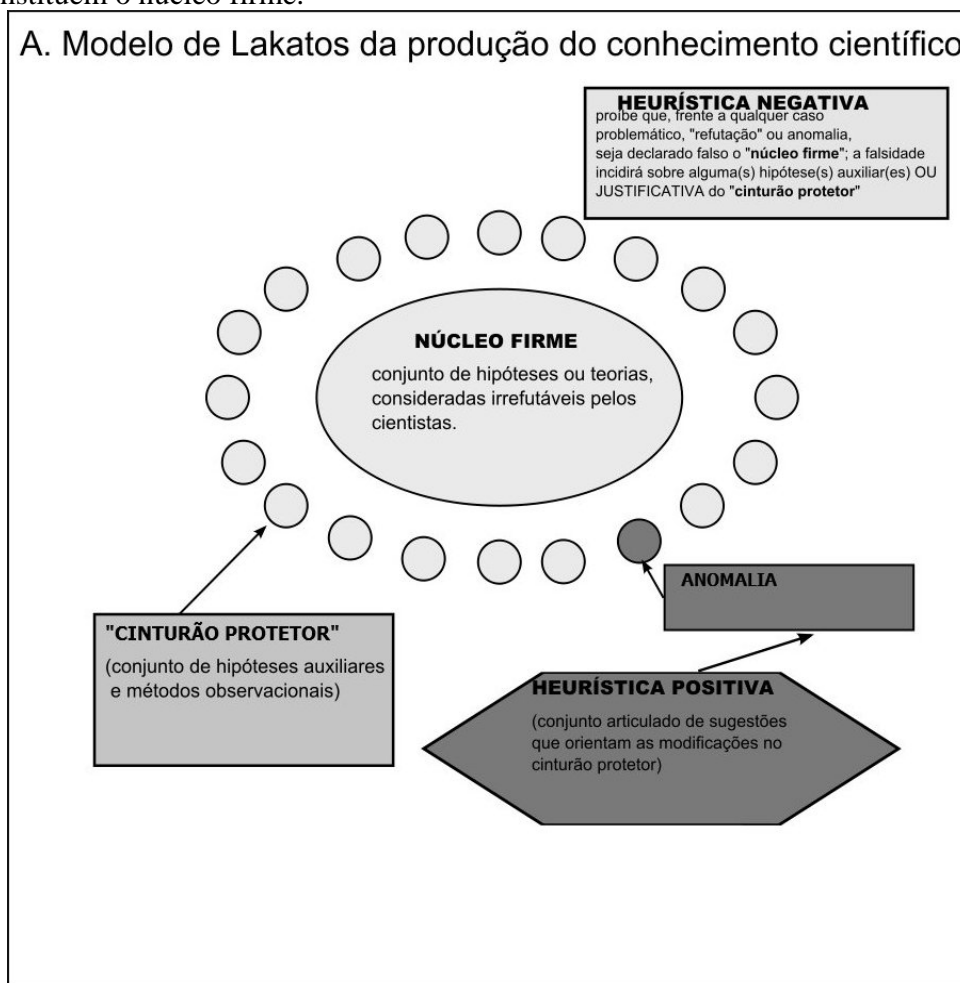 nstituem o núcleo firme.
A. Modelo de Lakatos da produção do conhecimento científico
HEURÍSTICA NEGATIVA
proíbe que, frente a qualquer caso
problemático, "refutação" ou anomalia,
seja declarado falso o "núcleo firme"; a falsidade
incidirá sobre alguma(s) hipótese(s) auxiliar(es) OU
JUSTIFICATIVA do "cinturão protetor"
NÚCLEO FIRME
conjunto de hipóteses ou teorias,
consideradas irrefutáveis pelos
cientistas.
ANOMALIA
"CINTURÃO PROTETOR"
(conjunto de hipóteses auxiliares
e métodos observacionais)
HEURÍSTICA POSITIVA
(conjunto articulado de sugestões
que orientam as modificações no
cinturão protetor)